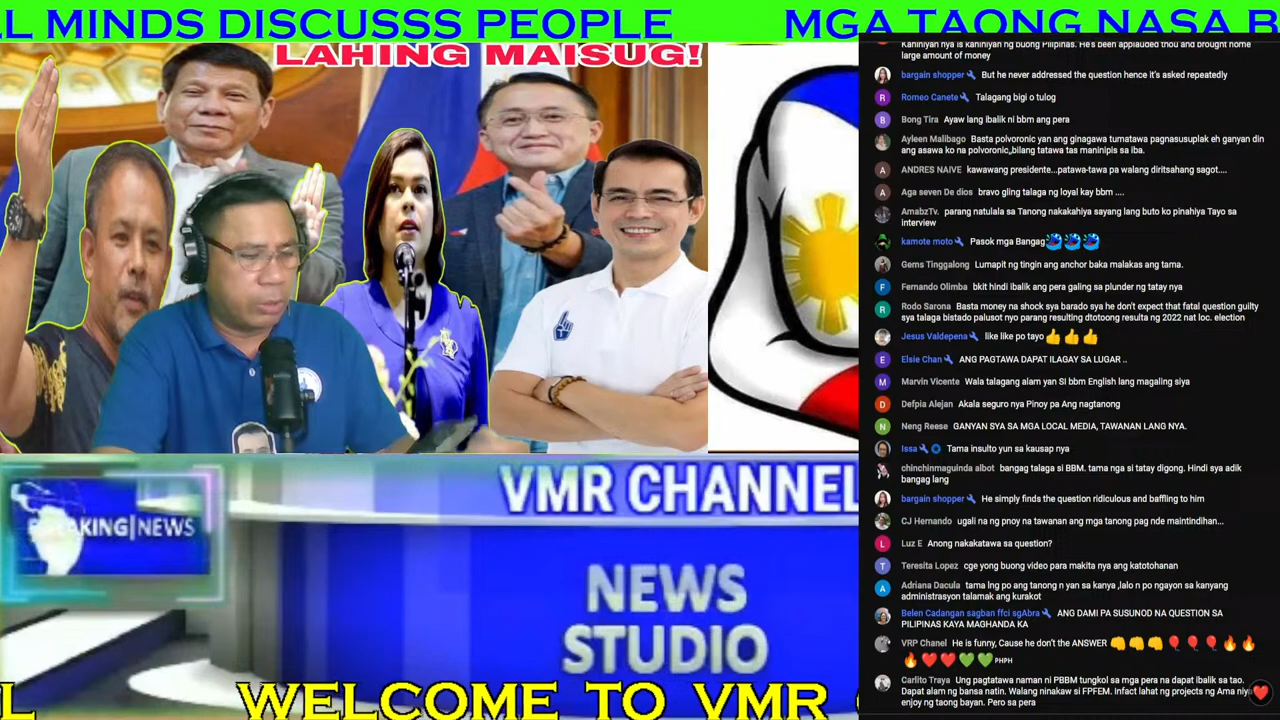 L MINDS DISCUSSS PEOPLE
MGA TAONG NASA B
LAHING MAISUG!
BREAKING|NEWS
VMR CHANNEL
NEWS
STUDIO
L
WELCOME TO VMR
Kaniniyan nya is kaniniyan ng buong Pilipinas. He's been applauded thou and brought home
large amount of money
bargain shopper But he never addressed the question hence it's asked repeatedly
R Romeo Canete Talagang bigi o tulog
B Bong Tira Ayaw lang ibalik ni bbm ang pera
Ayleen Malibago Basta polvoronic yan ang ginagawa tumatawa pagnasusuplak eh ganyan din
ang asawa ko na polvoronic,bilang tatawa tas maninipis sa iba.
A ANDRES NAIVE kawawang presidente...patawa-tawa pa walang diritsahang sagot....
A Aga seven De dios bravo gling talaga ng loyal kay bbm ....
AmabzTv. parang natulala sa Tanong nakakahiya sayang lang buto ko pinahiya Tayo sa
interview
kamote moto Pasok mga Bangag
Gems Tinggalong Lumapit ng tingin ang anchor baka malakas ang tama.
F Fernando Olimba bkit hindi ibalik ang pera galing sa plunder ng tatay nya
R Rodo Sarona Basta money na shock sya barado sya he don't expect that fatal question guilty
sya talaga bistado palusot nyo parang resultlng dtotoong resulta ng 2022 nat loc. election
Jesus Valdepena like like po tayo 👍👍👍
E Elsie Chan ANG PAGTAWA DAPAT ILAGAY SA LUGAR ..
M Marvin Vicente Wala talagang alam yan SI bbm English lang magaling siya
D Defpia Alejan Akala seguro nya Pinoy pa Ang nagtanong
N Neng Reese GANYAN SYA SA MGA LOCAL MEDIA, TAWANAN LANG NYA.
Issa Tama insulto yun sa kausap nya
chinchinmaguinda albot bangag talaga si BBM. tama nga si tatay digong. Hindi sya adik
bangag lang
bargain shopper He simply finds the question ridiculous and baffling to him
CJ Hernando ugali na ng pnoy na tawanan ang mga tanong pag nde maintindihan...
L Luz E Anong nakakatawa sa question?
T Teresita Lopez cge yong buong video para makita nya ang katotohanan
A Adriana Dacula tama lng po ang tanong n yan sa kanya ,lalo n po ngayon sa kanyang
administrasyon talamak ang kurakot
Belen Cadangan sagban ffci sgAbra ANG DAMI PA SUSUNOD NA QUESTION SA
PILIPINAS KAYA MAGHANDA KA
VRP Chanel He is funny, Cause he don't the ANSWER 👊👊👊🎈🎈🎈🔥🔥
🔥❤️❤️💚💚PHPH
Carlito Traya Ung pagtatawa naman ni PBBM tungkol sa mga pera na dapat ibalik sa tao.
Dapat alam ng bansa natin. Walang ninakaw si FPFEM. Infact lahat ng projects ng Ama
enjoy ng taong bayan. Pero sa pera